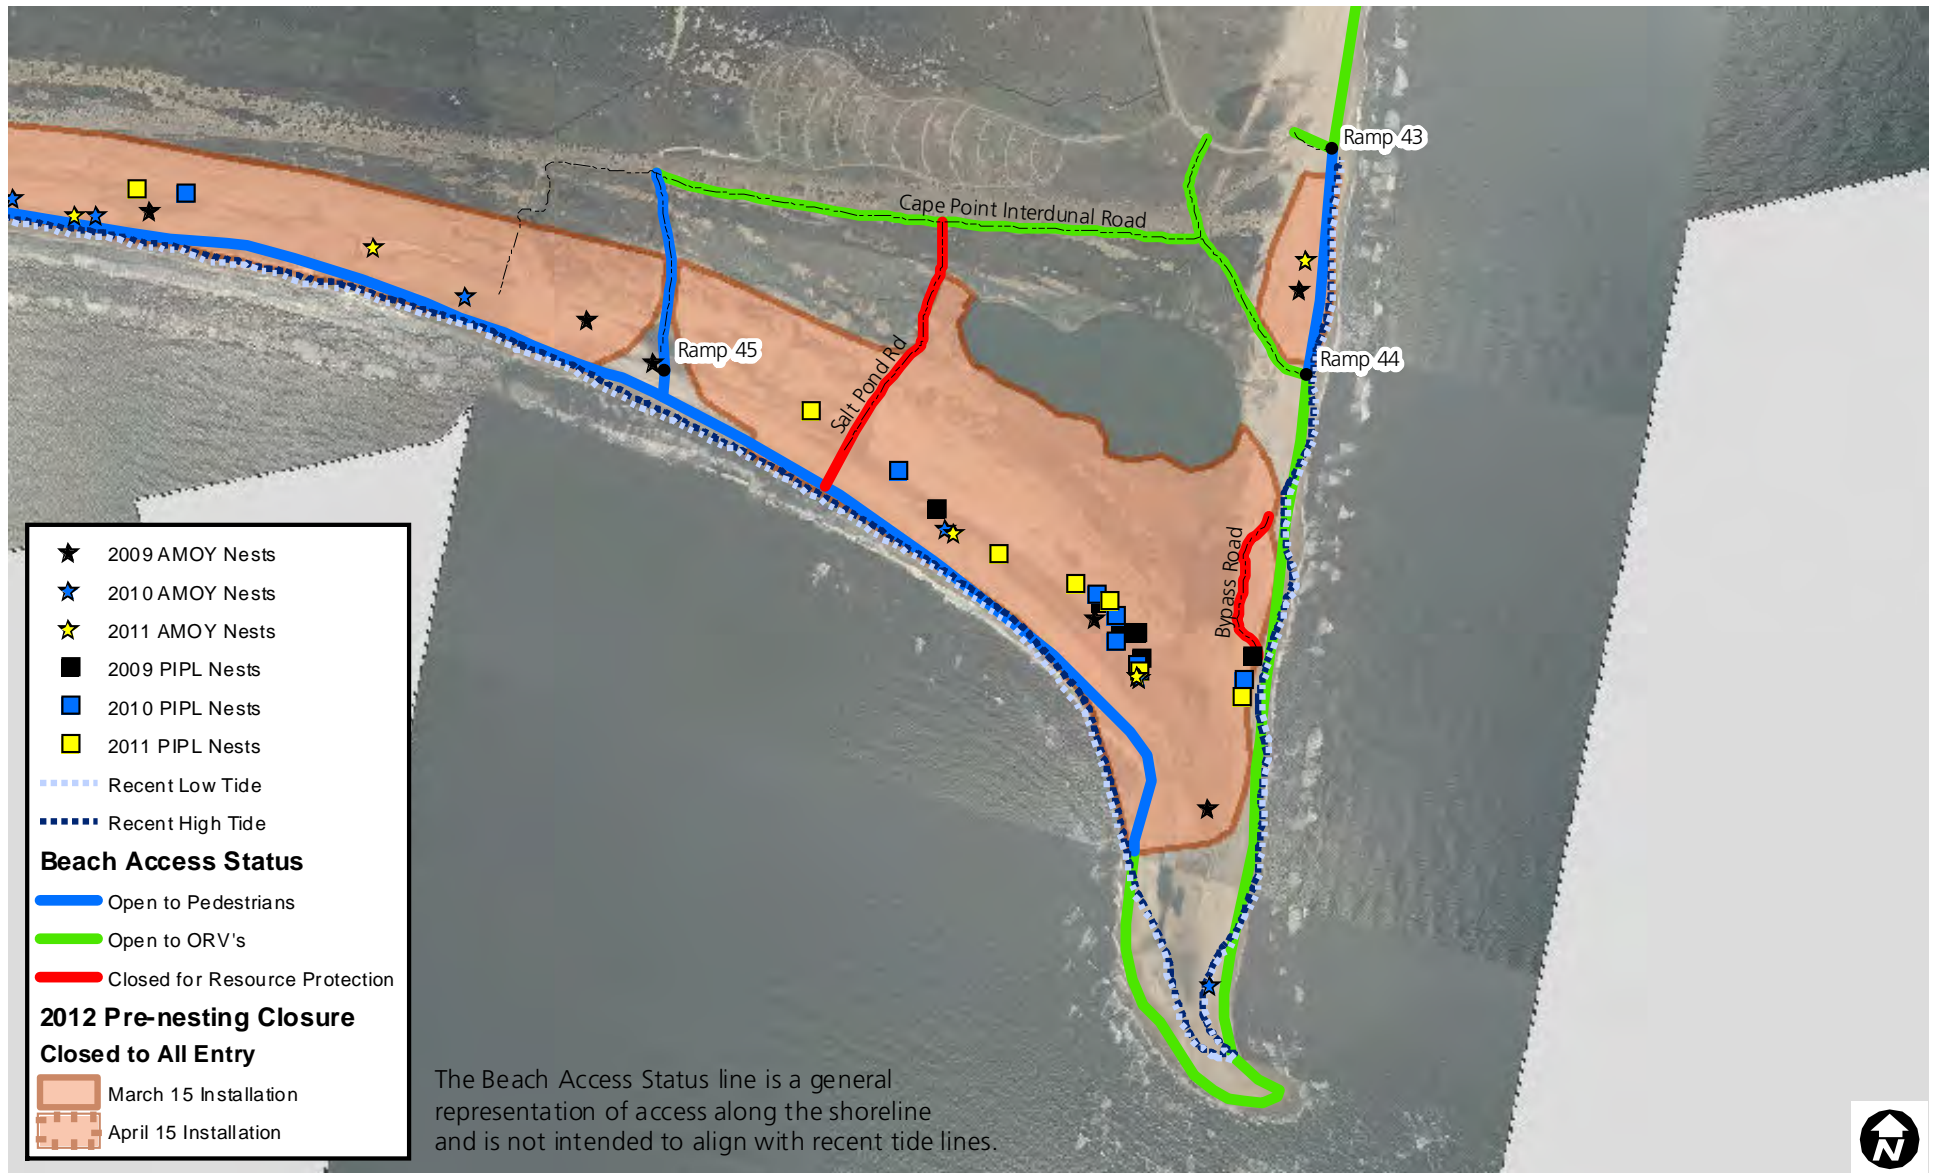 Ramp 43
Cape Point Interdunal Road
Ramp 45
Ramp 44
Salt Pond Rd
Bypass Road
2009 AMOY Nests
2010 AMOY Nests
2011 AMOY Nests
2009 PIPL Nests
2010 PIPL Nests
2011 PIPL Nests
Recent Low Tide
Recent High Tide
Beach Access Status
Open to Pedestrians
Open to ORV's
Closed for Resource Protection
2012 Pre-nesting Closure
Closed to All Entry
March 15 Installation
April 15 Installation
The Beach Access Status line is a general
representation of access along the shoreline
and is not intended to align with recent tide lines.
N